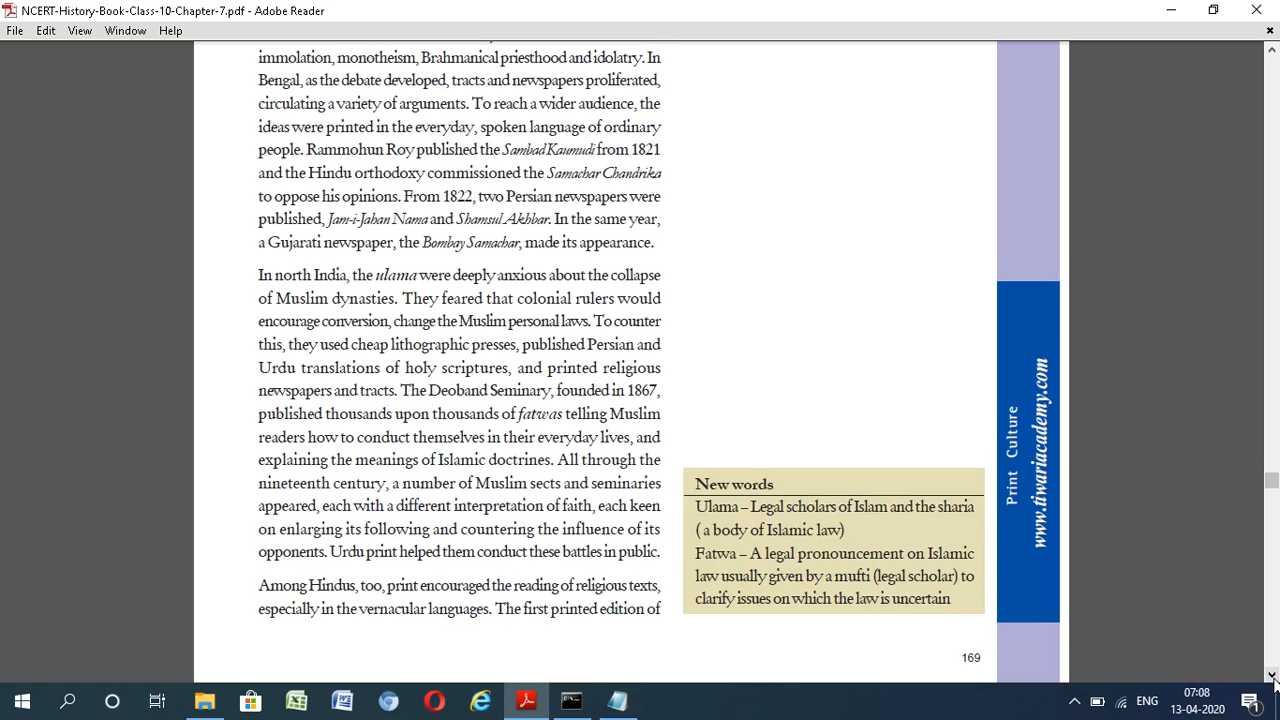 NCERT-History-Book-Class-10-Chapter-7.pdf - Adobe Reader
File Edit View Window Help
immolation, monotheism, Brahmanical priesthood and idolatry. In
Bengal, as the debate developed, tracts and newspapers proliferated,
circulating a variety of arguments. To reach a wider audience, the
ideas were printed in the everyday, spoken language of ordinary
people. Rammohun Roy published the Sambad Kaumudi from 1821
and the Hindu orthodoxy commissioned the Samachar Chandrika
to oppose his opinions. From 1822, two Persian newspapers were
published, Jam-i-Jahan Nama and Shamsul Akhbar. In the same year,
a Gujarati newspaper, the Bombay Samachar, made its appearance.
In north India, the ulama were deeply anxious about the collapse
of Muslim dynasties. They feared that colonial rulers would
encourage conversion, change the Muslim personal laws. To counter
this, they used cheap lithographic presses, published Persian and
Urdu translations of holy scriptures, and printed religious
newspapers and tracts. The Deoband Seminary, founded in 1867,
published thousands upon thousands of fatwas telling Muslim
readers how to conduct themselves in their everyday lives, and
explaining the meanings of Islamic doctrines. All through the
nineteenth century, a number of Muslim sects and seminaries
appeared, each with a different interpretation of faith, each keen
on enlarging its following and countering the influence of its
opponents. Urdu print helped them conduct these battles in public.
Among Hindus, too, print encouraged the reading of religious texts,
especially in the vernacular languages. The first printed edition of
New words
Ulama – Legal scholars of Islam and the sharia
( a body of Islamic law)
Fatwa – A legal pronouncement on Islamic
law usually given by a mufti (legal scholar) to
clarify issues on which the law is uncertain
Print Culture
www.tiwariacademy.com
169
ENG
07:08
13-04-2020
1